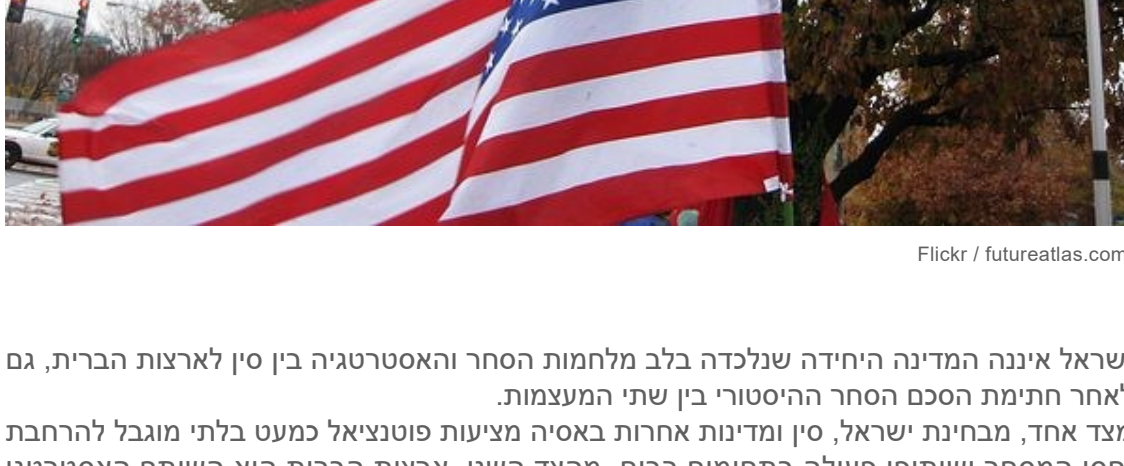 Flickr / futureatlas.com
שראל איננה המדינה היחידה שנלכדה בלב מלחמות הסחר והאסטרטגיה בין סין לארצות הברית, גם
לאחר חתימת הסכם הסחר ההיסטורי בין שתי המעצמות.
מצד אחד, מבחינת ישראל, סין ומדינות אחרות באסיה מציעות פוטנציאל כמעט בלתי מוגבל להרחבת